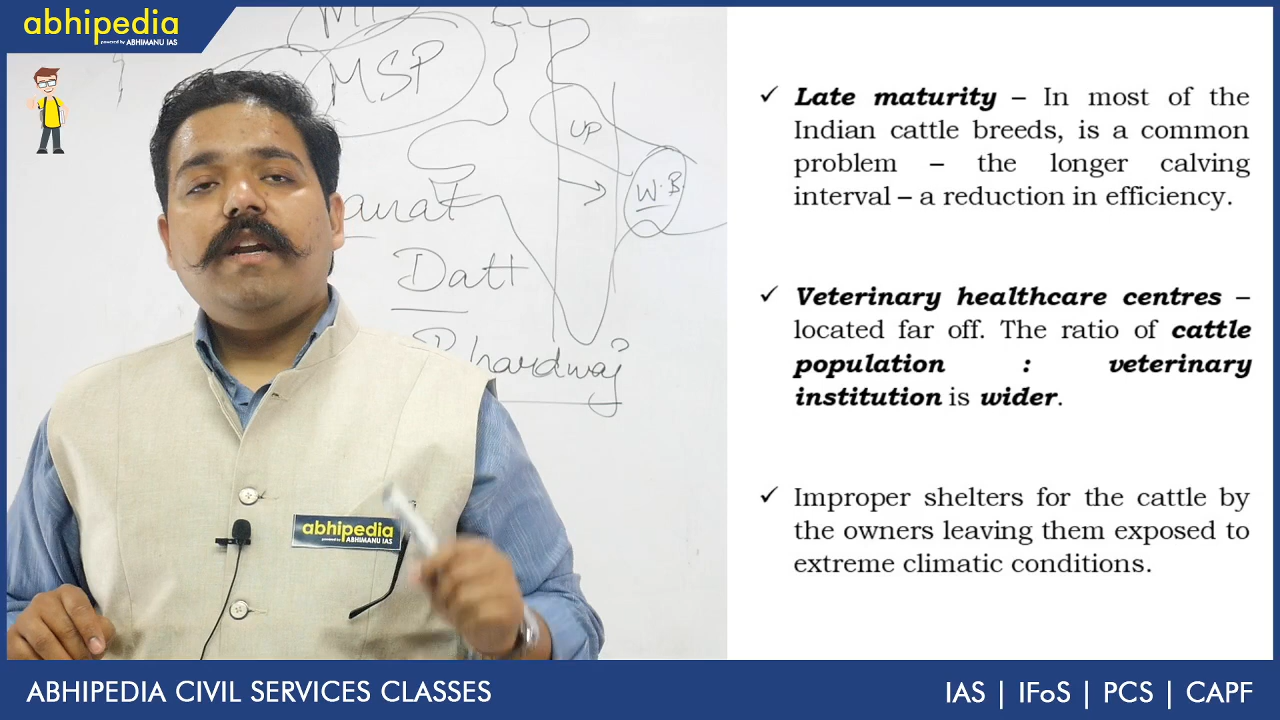 abhipedia
powered by ABHIMANU IAS
MSP
UP
W.B
Datt
Bhardwaj
abhipedia
powered by ABHIMANU IAS
✓ Late maturity – In most of the
Indian cattle breeds, is a common
problem – the longer calving
interval – a reduction in efficiency.
✓ Veterinary healthcare centres –
located far off. The ratio of cattle
population : veterinary
institution is wider.
✓ Improper shelters for the cattle by
the owners leaving them exposed to
extreme climatic conditions.
ABHIPEDIA CIVIL SERVICES CLASSES
IAS | IFoS | PCS | CAPF